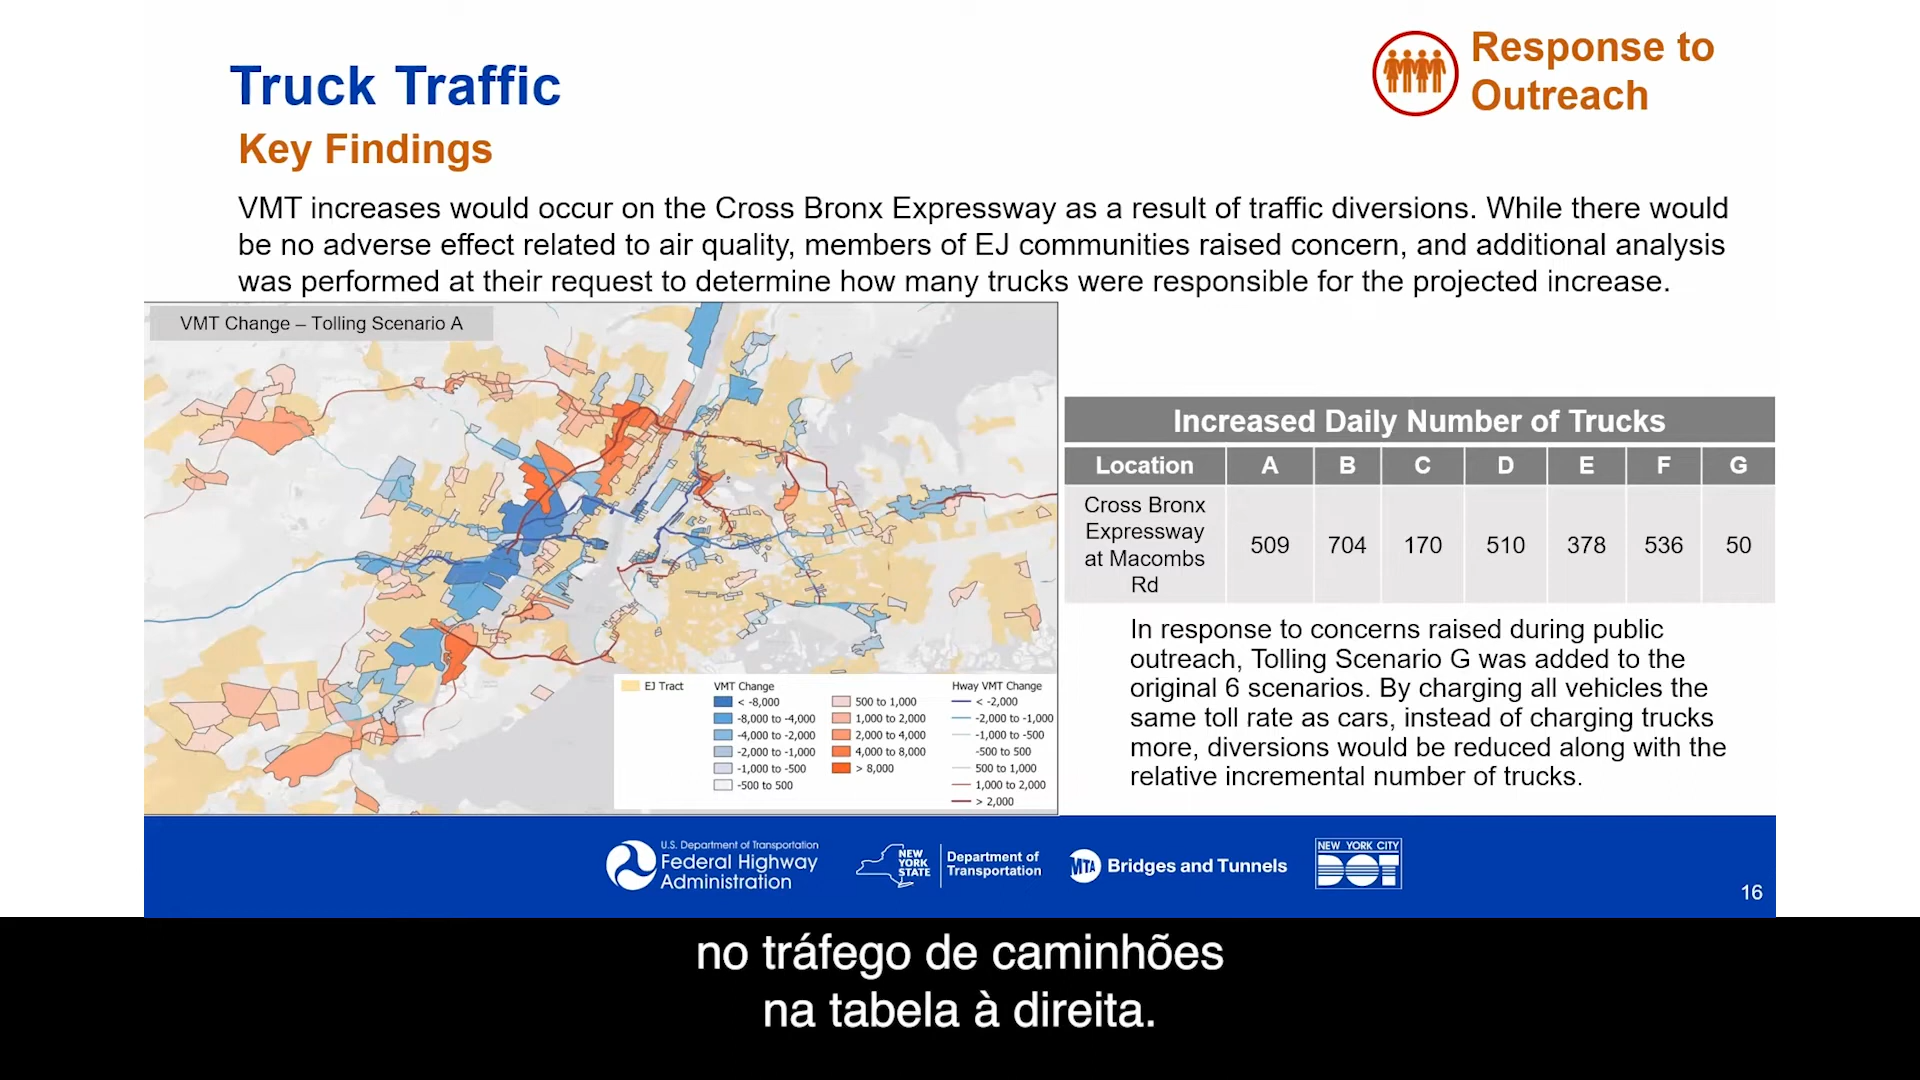 Response to
Outreach
Truck Traffic
Key Findings
VMT increases would occur on the Cross Bronx Expressway as a result of traffic diversions. While there would
be no adverse effect related to air quality, members of EJ communities raised concern, and additional analysis
was performed at their request to determine how many trucks were responsible for the projected increase.
VMT Change – Tolling Scenario A
EJ Tract
VMT Change
< -8,000
-8,000 to -4,000
-4,000 to -2,000
-2,000 to -1,000
-1,000 to -500
-500 to 500
500 to 1,000
1,000 to 2,000
2,000 to 4,000
4,000 to 8,000
> 8,000
Hway VMT Change
< -2,000
-2,000 to -1,000
-1,000 to -500
-500 to 500
500 to 1,000
1,000 to 2,000
> 2,000
Increased Daily Number of Trucks
Location A B C D E F G
Cross Bronx
Expressway
at Macombs
Rd
509 704 170 510 378 536 50
In response to concerns raised during public
outreach, Tolling Scenario G was added to the
original 6 scenarios. By charging all vehicles the
same toll rate as cars, instead of charging trucks
more, diversions would be reduced along with the
relative incremental number of trucks.
U.S. Department of Transportation
Federal Highway
Administration
NEW
YORK
STATE
Department of
Transportation
MTA Bridges and Tunnels
NEW YORK CITY
DOT
16
no tráfego de caminhões
na tabela à direita.